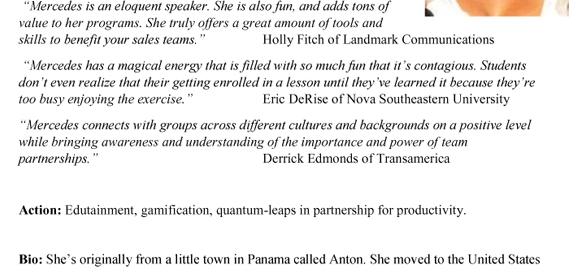 “Mercedes is an eloquent speaker. She is also fun, and adds tons of
value to her programs. She truly offers a great amount of tools and
skills to benefit your sales teams.” Holly Fitch of Landmark Communications
“Mercedes has a magical energy that is filled with so much fun that it’s contagious. Students
don’t even realize that their getting enrolled in a lesson until they’ve learned it because they’re
too busy enjoying the exercise.” Eric DeRise of Nova Southeastern University
“Mercedes connects with groups across different cultures and backgrounds on a positive level
while bringing awareness and understanding of the importance and power of team
partnerships.” Derrick Edmonds of Transamerica
Action: Edutainment, gamification, quantum-leaps in partnership for productivity.
Bio: She’s originally from a little town in Panama called Anton. She moved to the United States